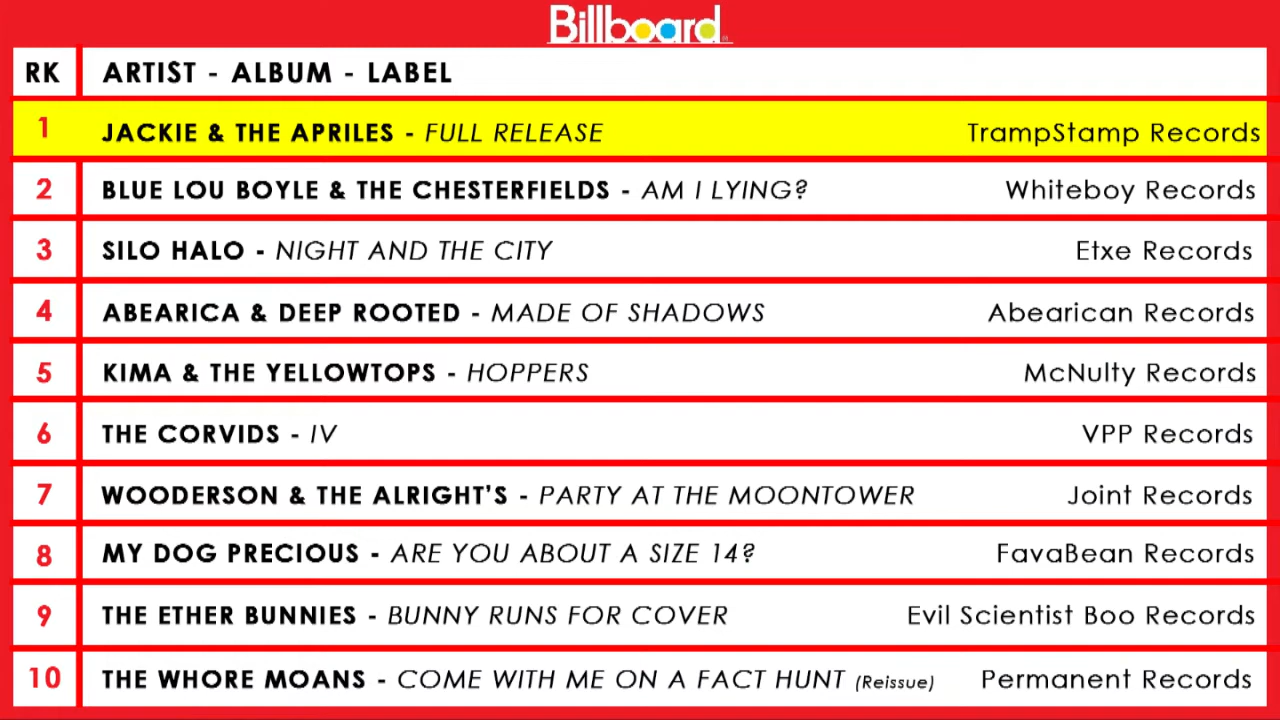 Billboard
RK ARTIST - ALBUM - LABEL
1 JACKIE & THE APRILES - FULL RELEASE TrampStamp Records
2 BLUE LOU BOYLE & THE CHESTERFIELDS - AM I LYING? Whiteboy Records
3 SILO HALO - NIGHT AND THE CITY Etxe Records
4 ABEARICA & DEEP ROOTED - MADE OF SHADOWS Abearican Records
5 KIMA & THE YELLOWTOPS - HOPPERS McNulty Records
6 THE CORVIDS - IV VPP Records
7 WOODERSON & THE ALRIGHT'S - PARTY AT THE MOONTOWER Joint Records
8 MY DOG PRECIOUS - ARE YOU ABOUT A SIZE 14? FavaBean Records
9 THE ETHER BUNNIES - BUNNY RUNS FOR COVER Evil Scientist Boo Records
10 THE WHORE MOANS - COME WITH ME ON A FACT HUNT (Reissue) Permanent Records